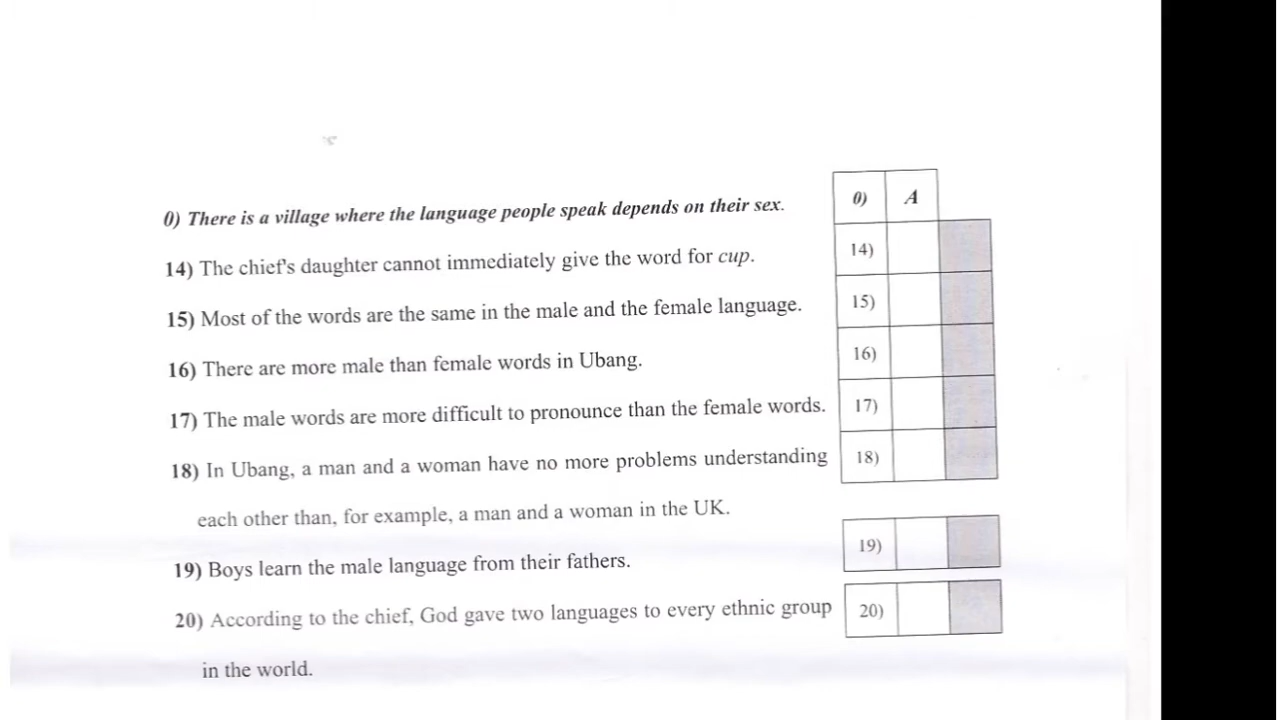 0) There is a village where the language people speak depends on their sex.
0) A
14) The chief's daughter cannot immediately give the word for cup.
14)
15) Most of the words are the same in the male and the female language.
15)
16) There are more male than female words in Ubang.
16)
17) The male words are more difficult to pronounce than the female words.
17)
18) In Ubang, a man and a woman have no more problems understanding
18)
each other than, for example, a man and a woman in the UK.
19) Boys learn the male language from their fathers.
19)
20) According to the chief, God gave two languages to every ethnic group
20)
in the world.